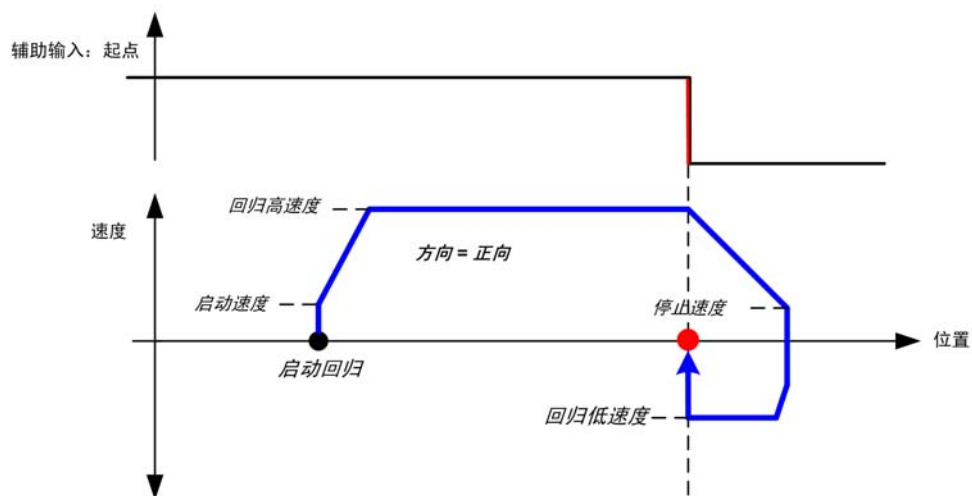 辅助输入：起点
回归高速度
速度
方向 = 正向
启动速度
停止速度
位置
启动回归
回归低速度